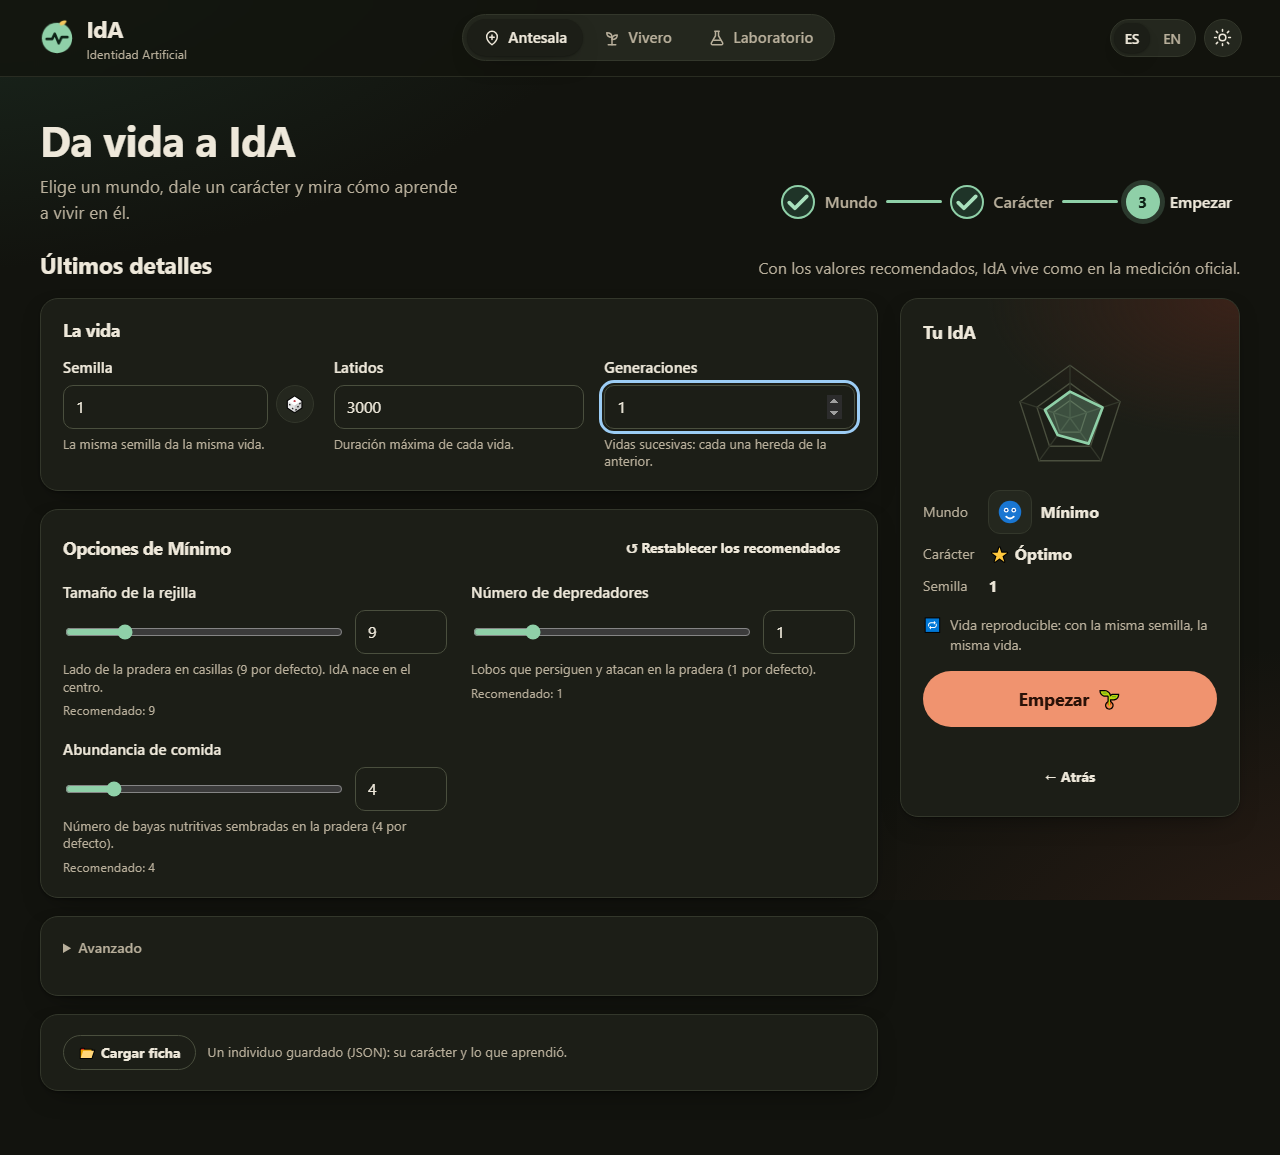 IdA
Identidad Artificial
Antesala
Vivero
Laboratorio
ES
EN
Da vida a IdA
Elige un mundo, dale un carácter y mira cómo aprende
a vivir en él.
Mundo
Carácter
3
Empezar
Últimos detalles
Con los valores recomendados, IdA vive como en la medición oficial.
La vida
Semilla
1
La misma semilla da la misma vida.
Latidos
3000
Duración máxima de cada vida.
Generaciones
1
Vidas sucesivas: cada una hereda de la
anterior.
Opciones de Mínimo
↺ Restablecer los recomendados
Tamaño de la rejilla
9
Lado de la pradera en casillas (9 por defecto). IdA nace en el
centro.
Recomendado: 9
Número de depredadores
1
Lobos que persiguen y atacan en la pradera (1 por defecto).
Recomendado: 1
Abundancia de comida
4
Número de bayas nutritivas sembradas en la pradera (4 por
defecto).
Recomendado: 4
Avanzado
Cargar ficha
Un individuo guardado (JSON): su carácter y lo que aprendió.
Tu IdA
Mundo
Mínimo
Carácter
Óptimo
Semilla
1
Vida reproducible: con la misma semilla, la
misma vida.
Empezar
← Atrás